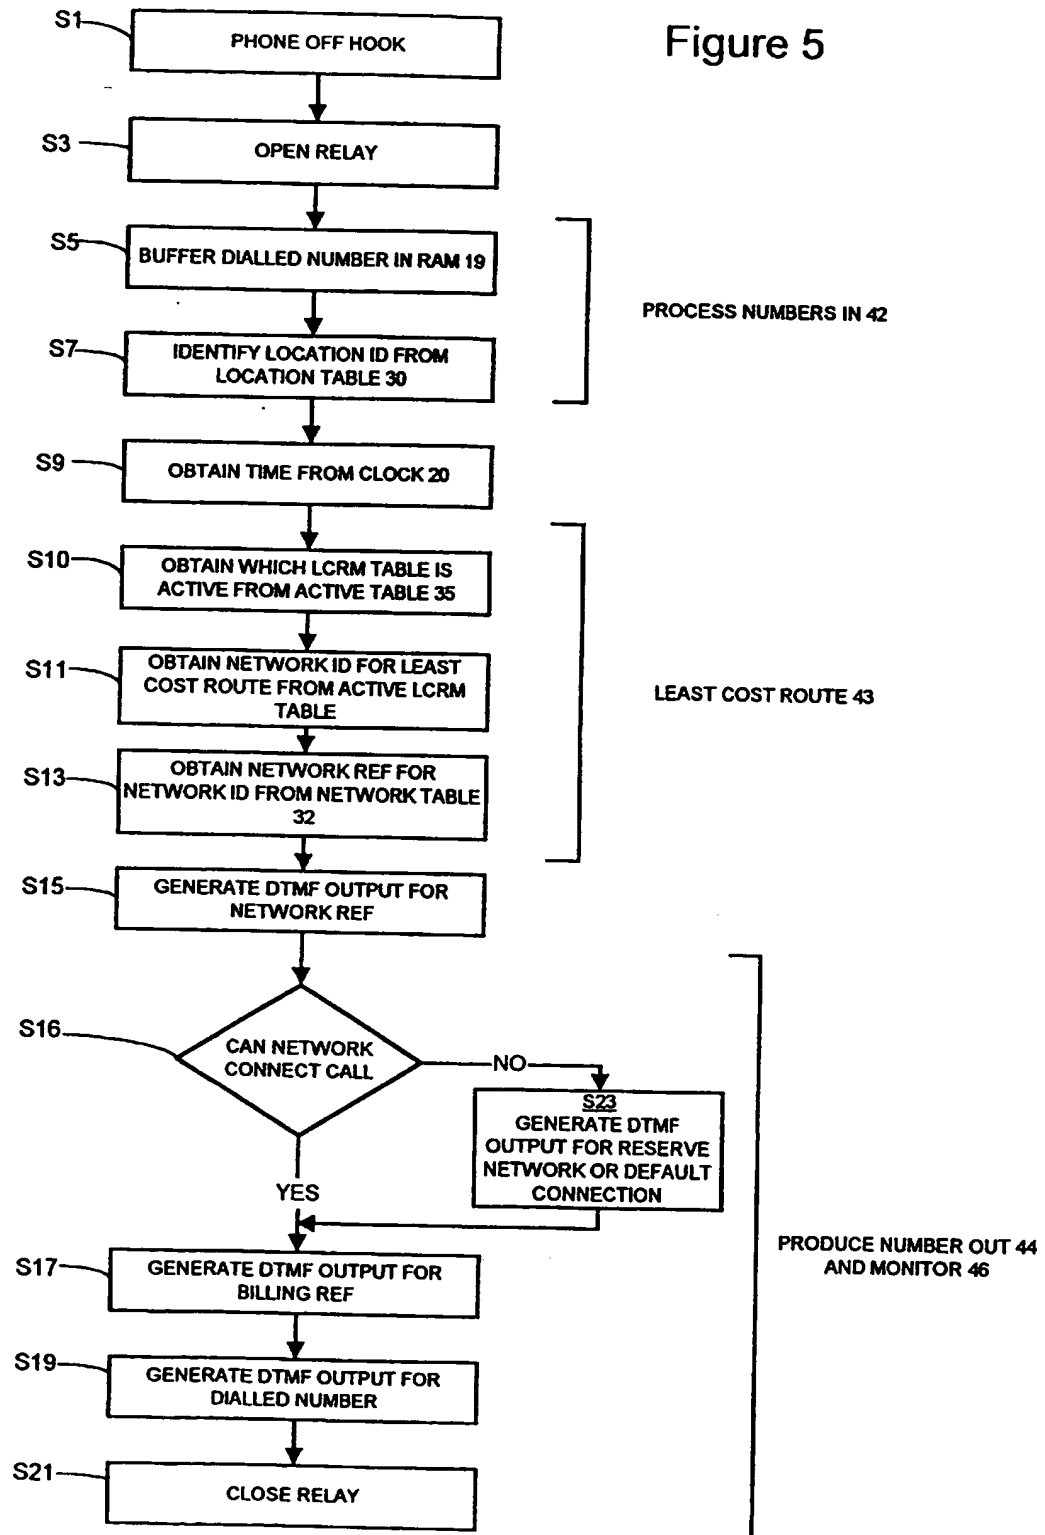 Figure 5
S1
PHONE OFF HOOK
S3
OPEN RELAY
S5
BUFFER DIALLED NUMBER IN RAM 19
PROCESS NUMBERS IN 42
S7
IDENTIFY LOCATION ID FROM
LOCATION TABLE 30
S9
OBTAIN TIME FROM CLOCK 20
S10
OBTAIN WHICH LCRM TABLE IS
ACTIVE FROM ACTIVE TABLE 35
S11
OBTAIN NETWORK ID FOR LEAST
COST ROUTE FROM ACTIVE LCRM
TABLE
LEAST COST ROUTE 43
S13
OBTAIN NETWORK REF FOR
NETWORK ID FROM NETWORK TABLE
32
S15
GENERATE DTMF OUTPUT FOR
NETWORK REF
S16
CAN NETWORK
CONNECT CALL
NO
S23
GENERATE DTMF
OUTPUT FOR RESERVE
NETWORK OR DEFAULT
CONNECTION
YES
PRODUCE NUMBER OUT 44
AND MONITOR 46
S17
GENERATE DTMF OUTPUT FOR
BILLING REF
S19
GENERATE DTMF OUTPUT FOR
DIALLED NUMBER
S21
CLOSE RELAY